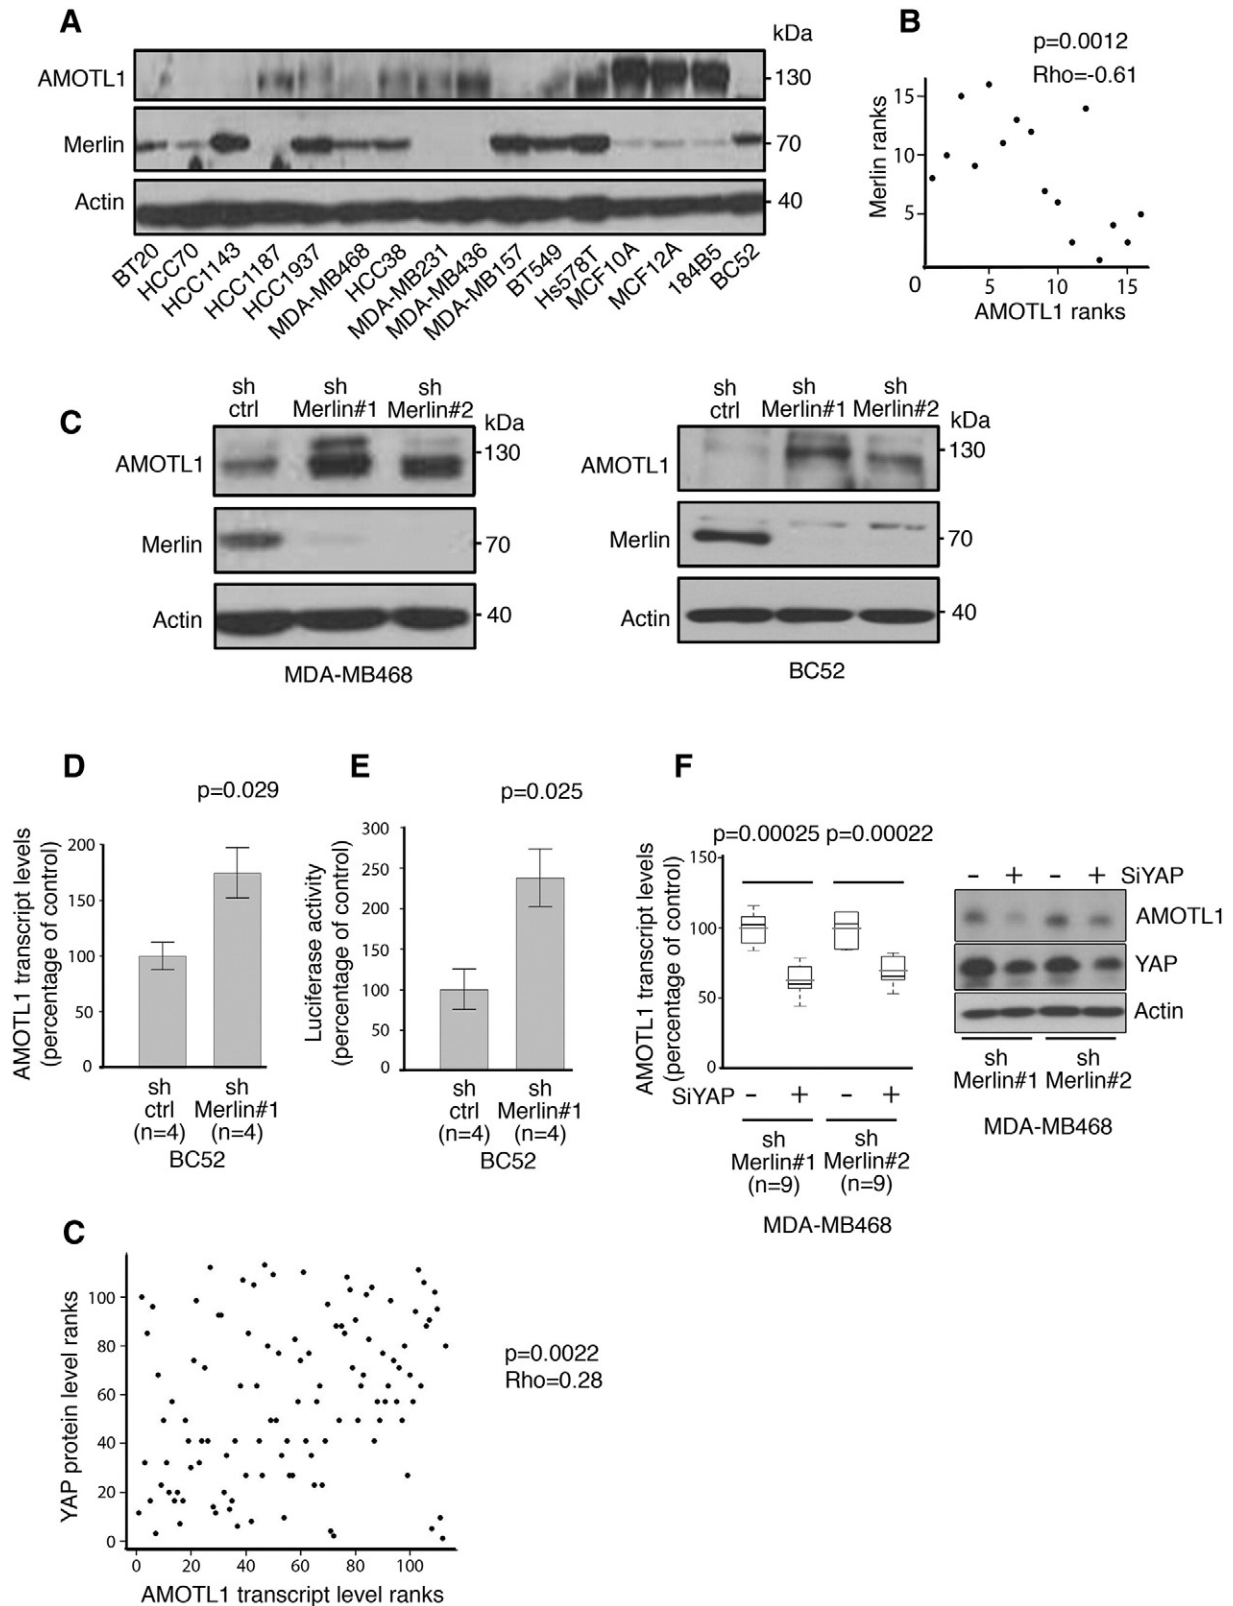 A
kDa
AMOTL1
130
Merlin
70
Actin
40
BT20
HCC70
HCC1143
HCC1187
HCC1937
MDA-MB468
HCC38
MDA-MB231
MDA-MB436
MDA-MB157
BT549
Hs578T
MCF10A
MCF12A
184B5
BC52
B
p=0.0012
Rho=-0.61
Merlin ranks
15
10
5
0
5
10
15
AMOTL1 ranks
C
sh ctrl
sh Merlin#1
sh Merlin#2
kDa
AMOTL1
130
Merlin
70
Actin
40
MDA-MB468
sh ctrl
sh Merlin#1
sh Merlin#2
kDa
AMOTL1
130
Merlin
70
Actin
40
BC52
D
p=0.029
AMOTL1 transcript levels
(percentage of control)
200
150
100
50
0
sh ctrl (n=4)
sh Merlin#1 (n=4)
BC52
E
p=0.025
Luciferase activity
(percentage of control)
300
250
200
150
100
50
0
sh ctrl (n=4)
sh Merlin#1 (n=4)
BC52
F
p=0.00025 p=0.00022
AMOTL1 transcript levels
(percentage of control)
150
100
50
0
SiYAP - + - +
sh Merlin#1 (n=9)
sh Merlin#2 (n=9)
MDA-MB468
- + - + SiYAP
AMOTL1
YAP
Actin
sh Merlin#1
sh Merlin#2
MDA-MB468
C
YAP protein level ranks
100
80
60
40
20
0
0 20 40 60 80 100
AMOTL1 transcript level ranks
p=0.0022
Rho=0.28